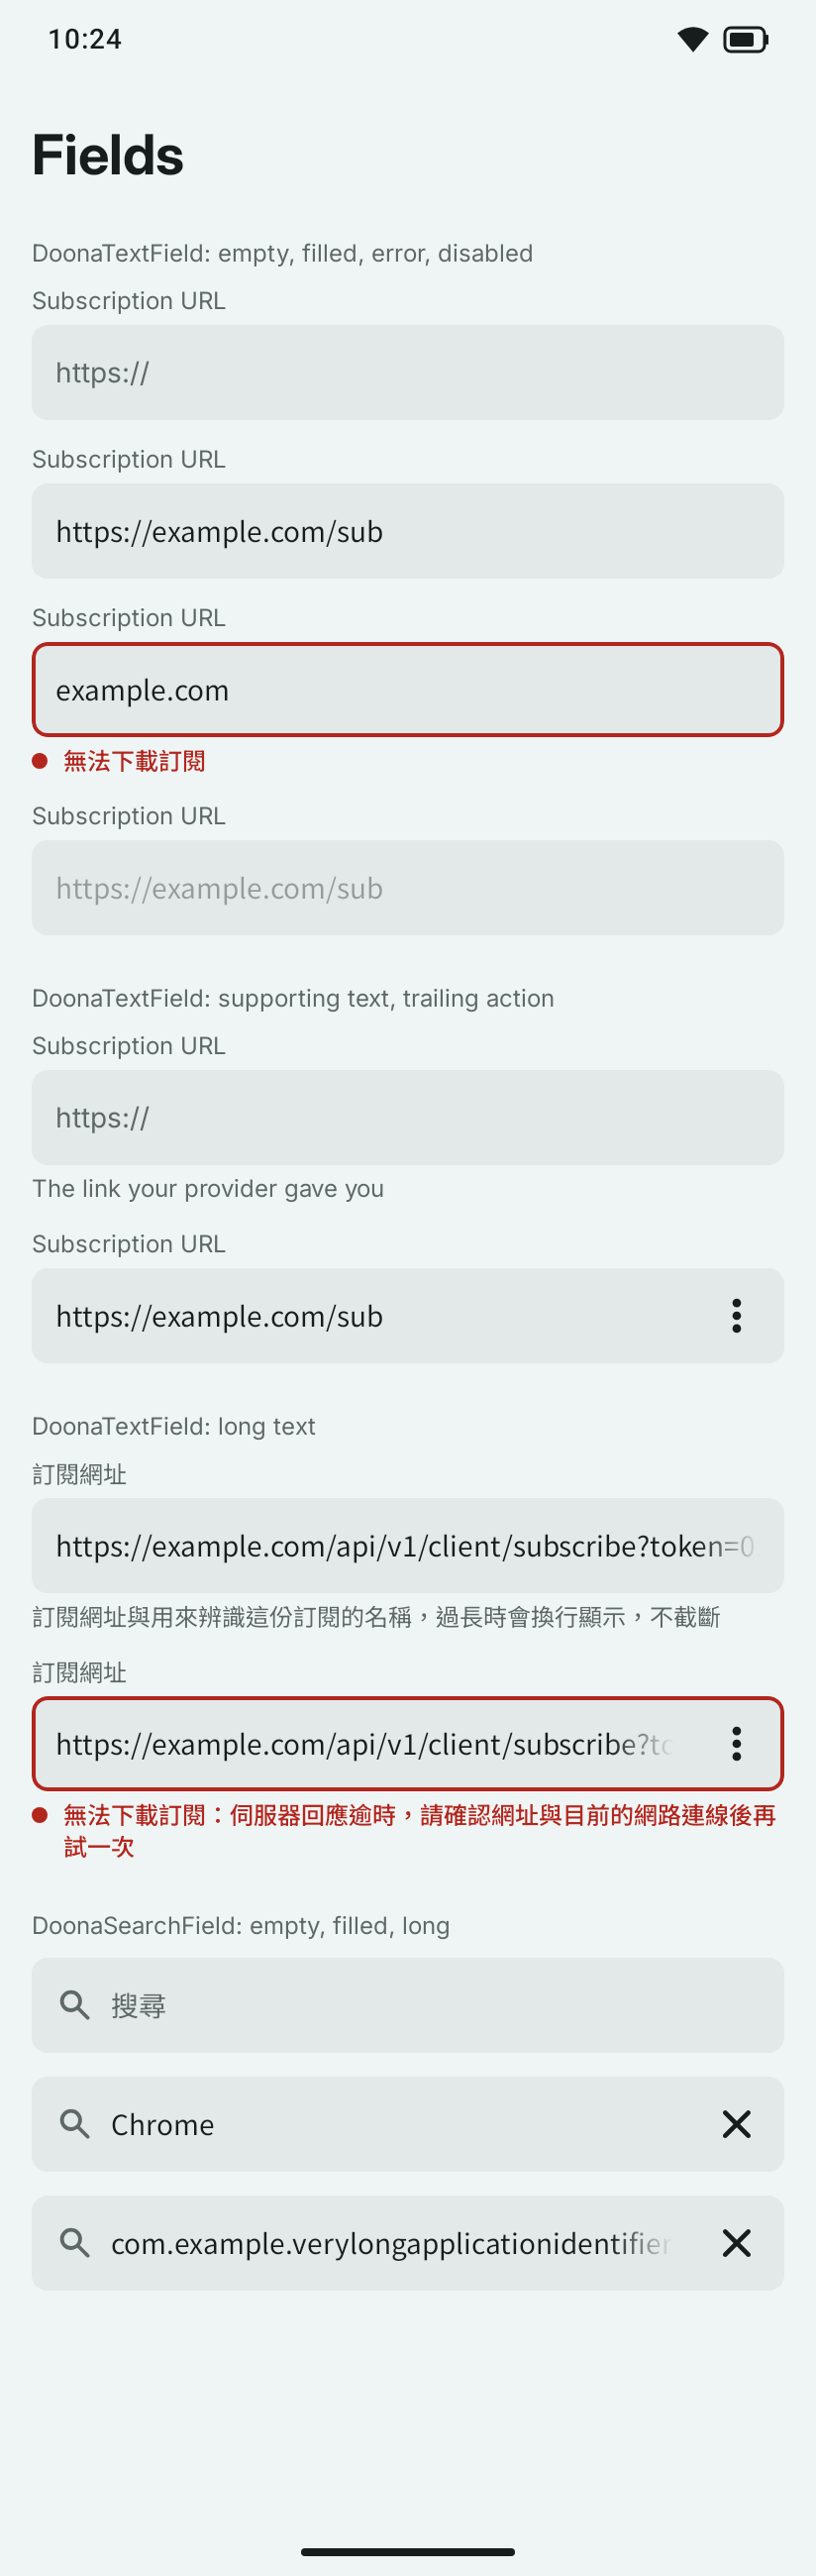 10:24
Fields
DoonaTextField: empty, filled, error, disabled
Subscription URL
https://
Subscription URL
https://example.com/sub
Subscription URL
example.com
無法下載訂閱
Subscription URL
https://example.com/sub
DoonaTextField: supporting text, trailing action
Subscription URL
https://
The link your provider gave you
Subscription URL
https://example.com/sub
DoonaTextField: long text
訂閱網址
https://example.com/api/v1/client/subscribe?token=0
訂閱網址與用來辨識這份訂閱的名稱，過長時會換行顯示，不截斷
訂閱網址
https://example.com/api/v1/client/subscribe?to
無法下載訂閱：伺服器回應逾時，請確認網址與目前的網路連線後再
試一次
DoonaSearchField: empty, filled, long
搜尋
Chrome
com.example.verylongapplicationidentifier